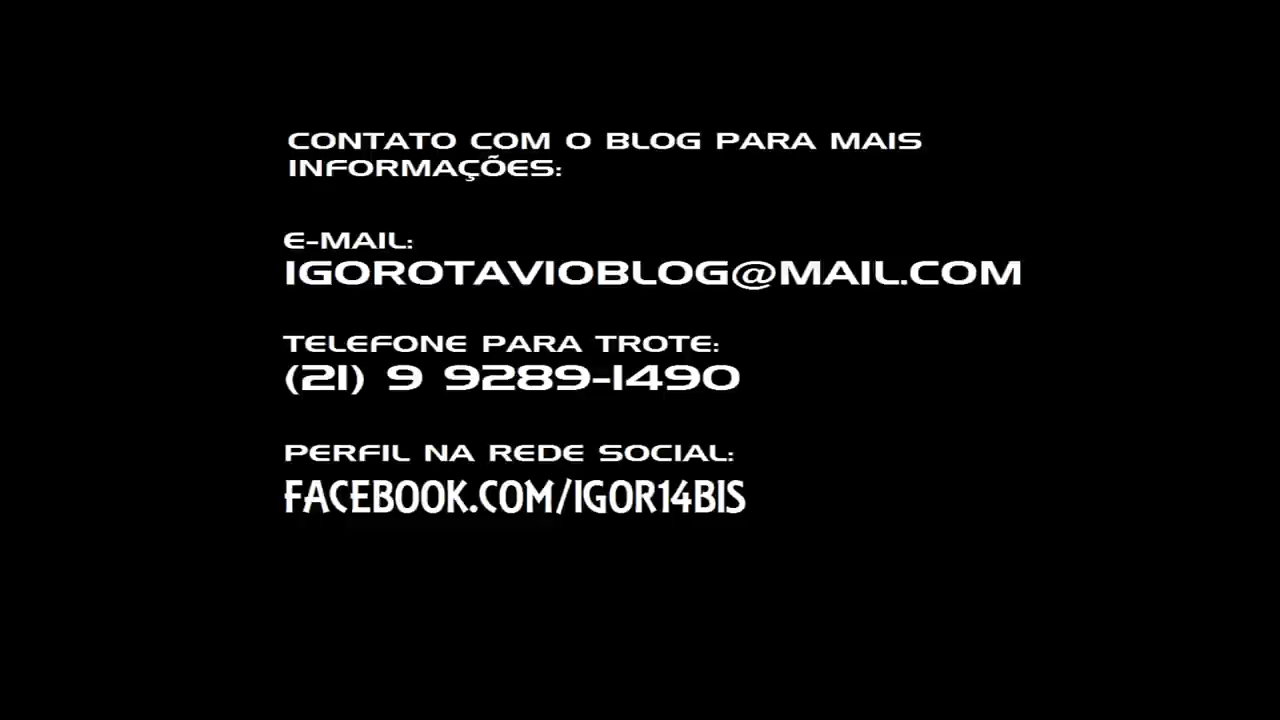 CONTATO COM O BLOG PARA MAIS
INFORMAÇÕES:
E-MAIL:
IGOROTAVIOBLOG@MAIL.COM
TELEFONE PARA TROTE:
(21) 9 9289-1490
PERFIL NA REDE SOCIAL:
FACEBOOK.COM/IGOR14BIS